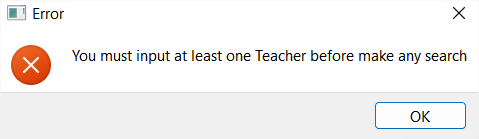 Error
You must input at least one Teacher before make any search
OK